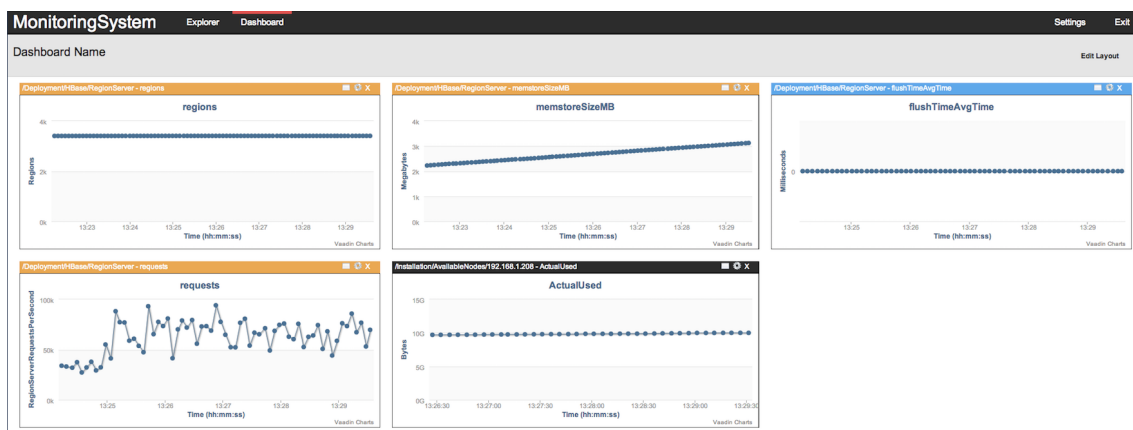 MonitoringSystem Explorer Dashboard Settings Exit
Dashboard Name
Edit Layout
/Deployment/HBase/RegionServer - regions X
regions
4k
2k
0k
Regions
13:23 13:24 13:25 13:26 13:27 13:28 13:29
Time (hh:mm:ss)
Vaadin Charts
/Deployment/HBase/RegionServer - memstoreSizeMB X
memstoreSizeMB
4k
3k
2k
1k
0k
Megabytes
13:23 13:24 13:25 13:26 13:27 13:28 13:29
Time (hh:mm:ss)
Vaadin Charts
/Deployment/HBase/RegionServer - flushTimeAvgTime X
flushTimeAvgTime
0
Milliseconds
13:25 13:26 13:27 13:28 13:29
Time (hh:mm:ss)
Vaadin Charts
/Deployment/HBase/RegionServer - requests X
requests
100k
50k
0k
RegionServerRequestsPerSecond
13:25 13:26 13:27 13:28 13:29
Time (hh:mm:ss)
Vaadin Charts
/Installation/AvailableNodes/192.168.1.208 - ActualUsed X
ActualUsed
15G
10G
5G
0G
Bytes
13:26:30 13:27:00 13:27:30 13:28:00 13:28:30 13:29:00 13:29:30
Time (hh:mm:ss)
Vaadin Charts